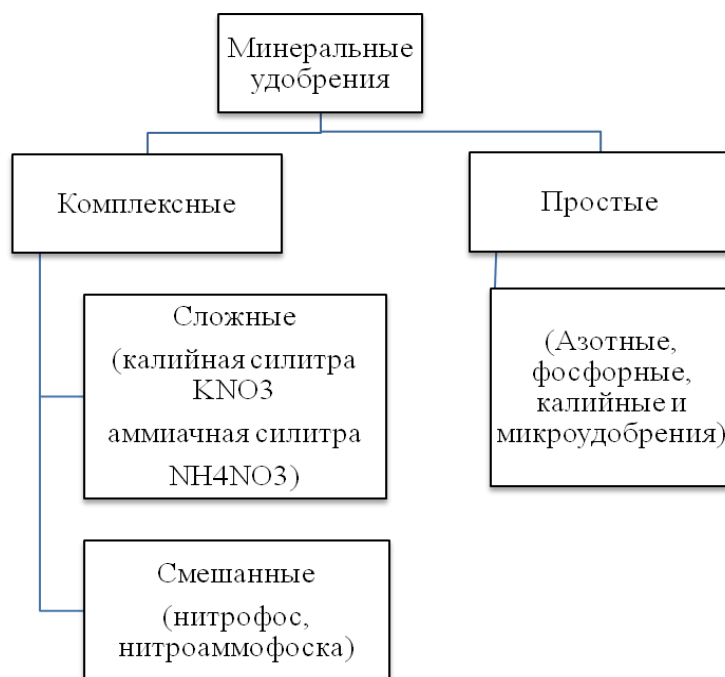 Минеральные
удобрения
Комплексные
Простые
Сложные
(калийная силитра
KNO3
аммиачная силитра
NH4NO3)
(Азотные,
фосфорные,
калийные и
микроудобрения)
Смешанные
(нитрофос,
нитроаммофоска)